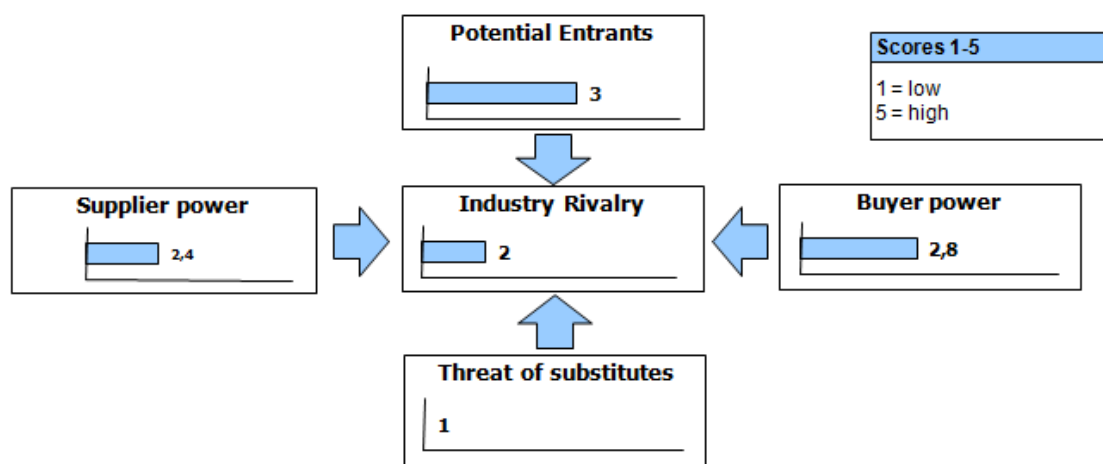 Potential Entrants
3
Scores 1-5
1 = low
5 = high
Supplier power
2,4
Industry Rivalry
2
Buyer power
2,8
Threat of substitutes
1